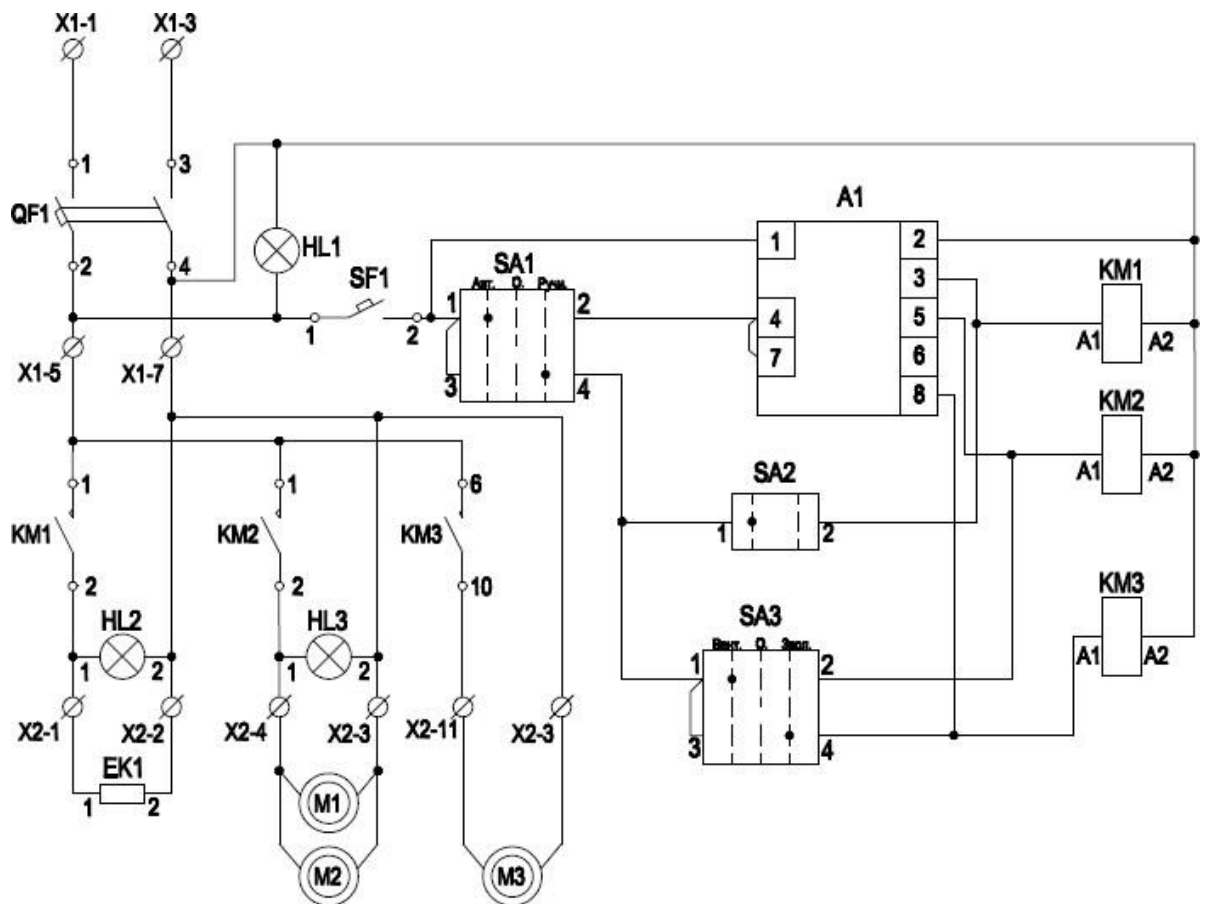 X1-1 X1-3
1 3
QF1
2 4
HL1
SF1
1 2
SA1
Авт. О. Ручн.
1 2
3 4
A1
1 2
3
4 5
7 6
8
KM1
A1 A2
KM2
A1 A2
KM3
A1 A2
X1-5 X1-7
SA2
1 2
SA3
Вент. О. Звол.
1 2
3 4
1 1 6
KM1 KM2 KM3
2 2 10
HL2 HL3
1 2 1 2
X2-1 X2-2 X2-4 X2-3 X2-11 X2-3
EK1
1 2
M1
M2 M3